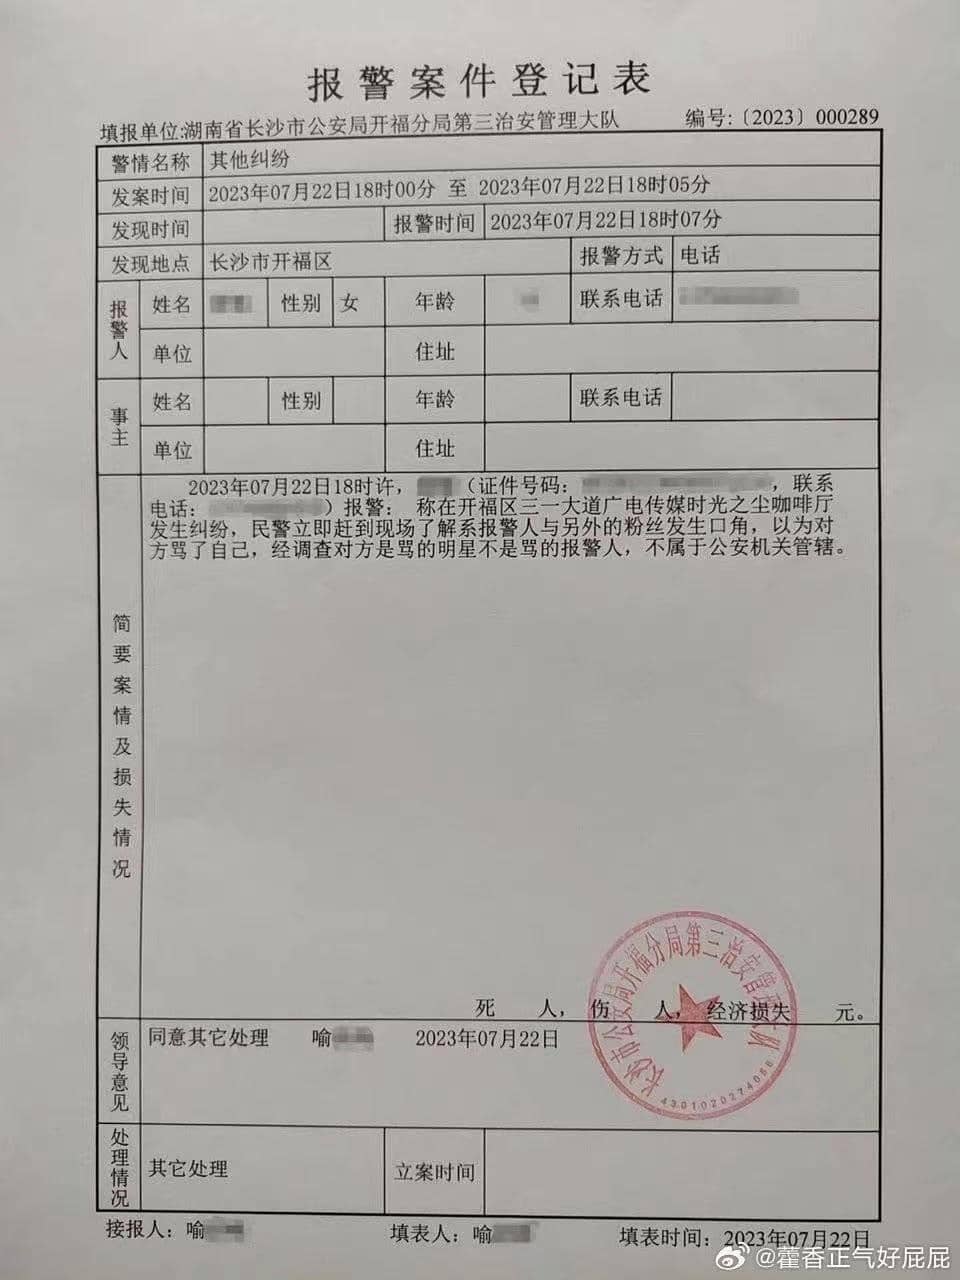 报警案件登记表
填报单位:湖南省长沙市公安局开福分局第三治安管理大队 编号:〔2023〕000289
警情名称 其他纠纷
发案时间 2023年07月22日18时00分 至 2023年07月22日18时05分
发现时间 报警时间 2023年07月22日18时07分
发现地点 长沙市开福区 报警方式 电话
报警人 姓名 性别 女 年龄 联系电话
单位 住址
事主 姓名 性别 年龄 联系电话
单位 住址
简要案情及损失情况
2023年07月22日18时许, (证件号码: ,联系
电话: )报警: 称在开福区三一大道广电传媒时光之尘咖啡厅
发生纠纷,民警立即赶到现场了解系报警人与另外的粉丝发生口角,以为对
方骂了自己,经调查对方是骂的明星不是骂的报警人,不属于公安机关管辖。
死 人, 伤 人, 经济损失 元。
长沙市公安局开福分局第三治安管理大队
4301020274056
领导意见 同意其它处理 喻 2023年07月22日
处理情况 其它处理 立案时间
接报人: 喻 填表人: 喻 填表时间: 2023年07月22日
@藿香正气好屁屁